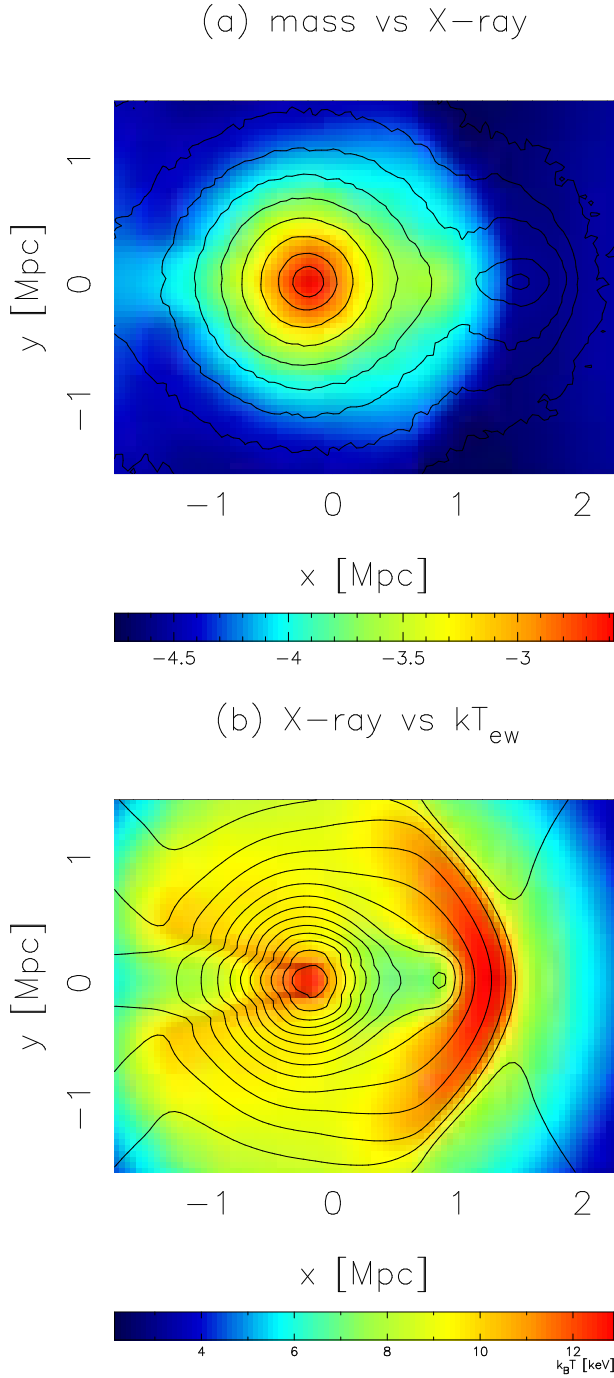 (a) mass vs X-ray
1
0
-1
y [Mpc]
-1 0 1 2
x [Mpc]
-4.5 -4 -3.5 -3
(b) X-ray vs kT_ew
1
0
-1
y [Mpc]
-1 0 1 2
x [Mpc]
4 6 8 10 12
k_B T [keV]